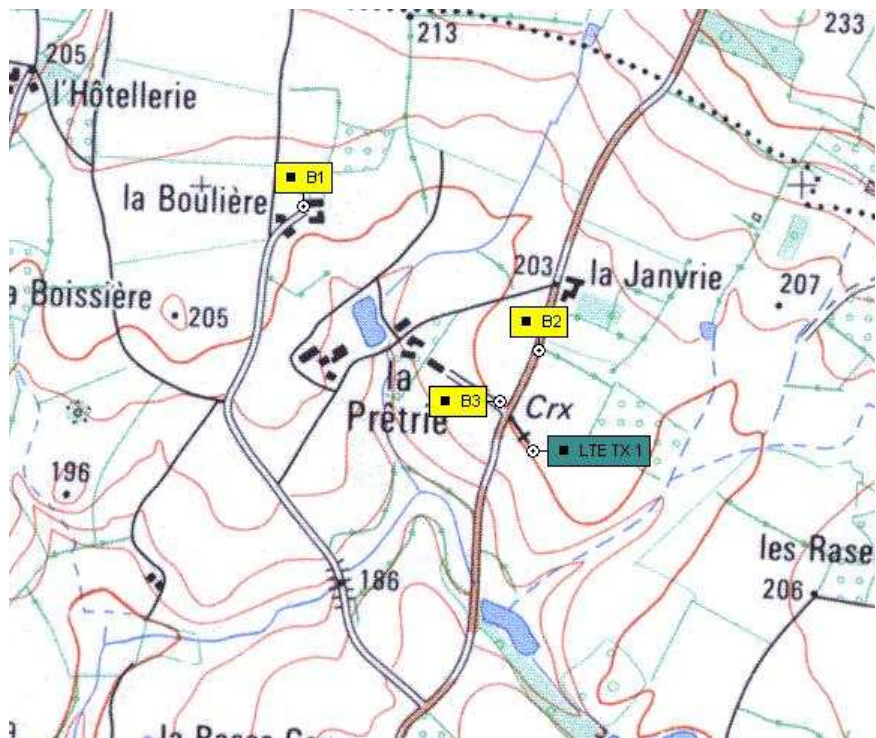 205
213
233
l'Hôtellerie
B1
la Boulière
203
la Janvrie
207
Boissière
205
B2
la
Prêtrie
B3
Crx
LTE TX 1
196
186
les Rase
206